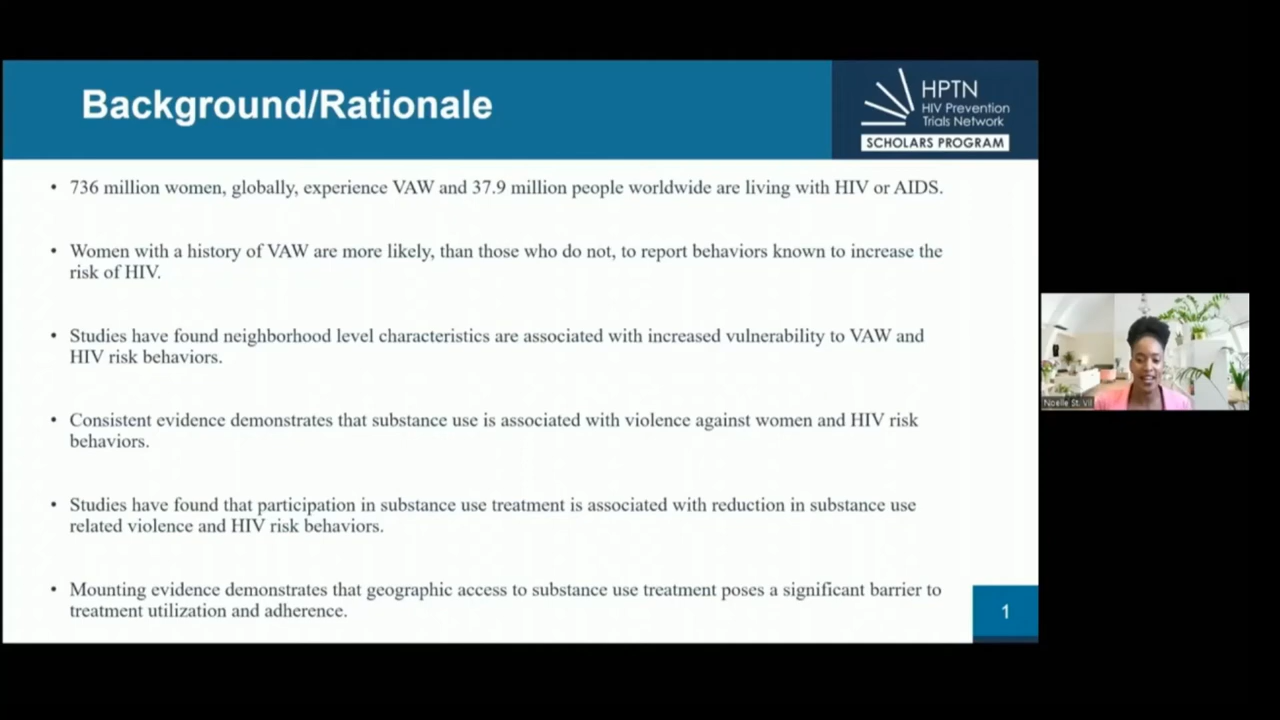 Background/Rationale
HPTN
HIV Prevention
Trials Network
SCHOLARS PROGRAM
• 736 million women, globally, experience VAW and 37.9 million people worldwide are living with HIV or AIDS.
• Women with a history of VAW are more likely, than those who do not, to report behaviors known to increase the
risk of HIV.
• Studies have found neighborhood level characteristics are associated with increased vulnerability to VAW and
HIV risk behaviors.
• Consistent evidence demonstrates that substance use is associated with violence against women and HIV risk
behaviors.
• Studies have found that participation in substance use treatment is associated with reduction in substance use
related violence and HIV risk behaviors.
• Mounting evidence demonstrates that geographic access to substance use treatment poses a significant barrier to
treatment utilization and adherence.
1
Noelle St. Vil